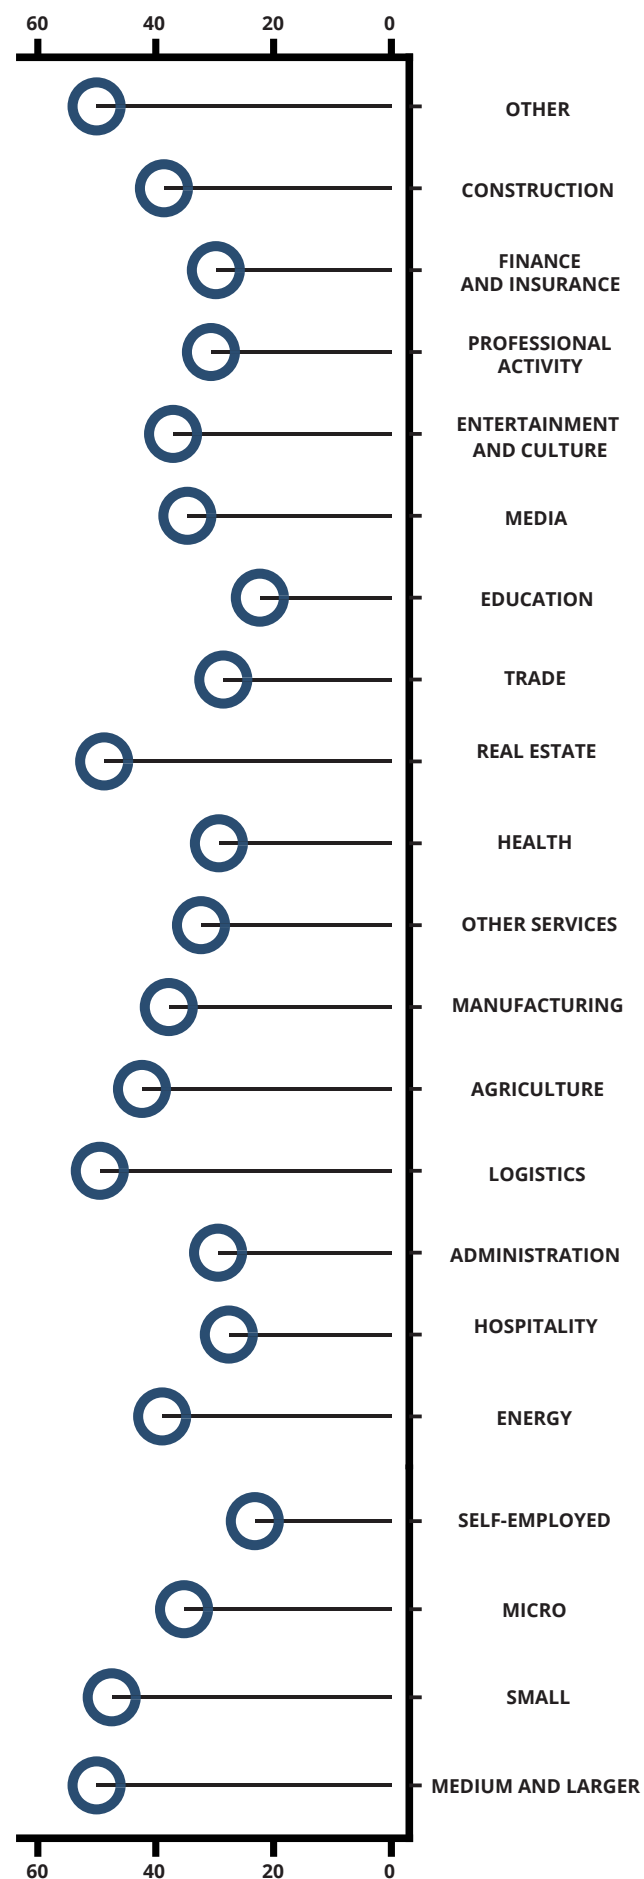 60 40 20 0
OTHER
CONSTRUCTION
FINANCE
AND INSURANCE
PROFESSIONAL
ACTIVITY
ENTERTAINMENT
AND CULTURE
MEDIA
EDUCATION
TRADE
REAL ESTATE
HEALTH
OTHER SERVICES
MANUFACTURING
AGRICULTURE
LOGISTICS
ADMINISTRATION
HOSPITALITY
ENERGY
SELF-EMPLOYED
MICRO
SMALL
MEDIUM AND LARGER
60 40 20 0